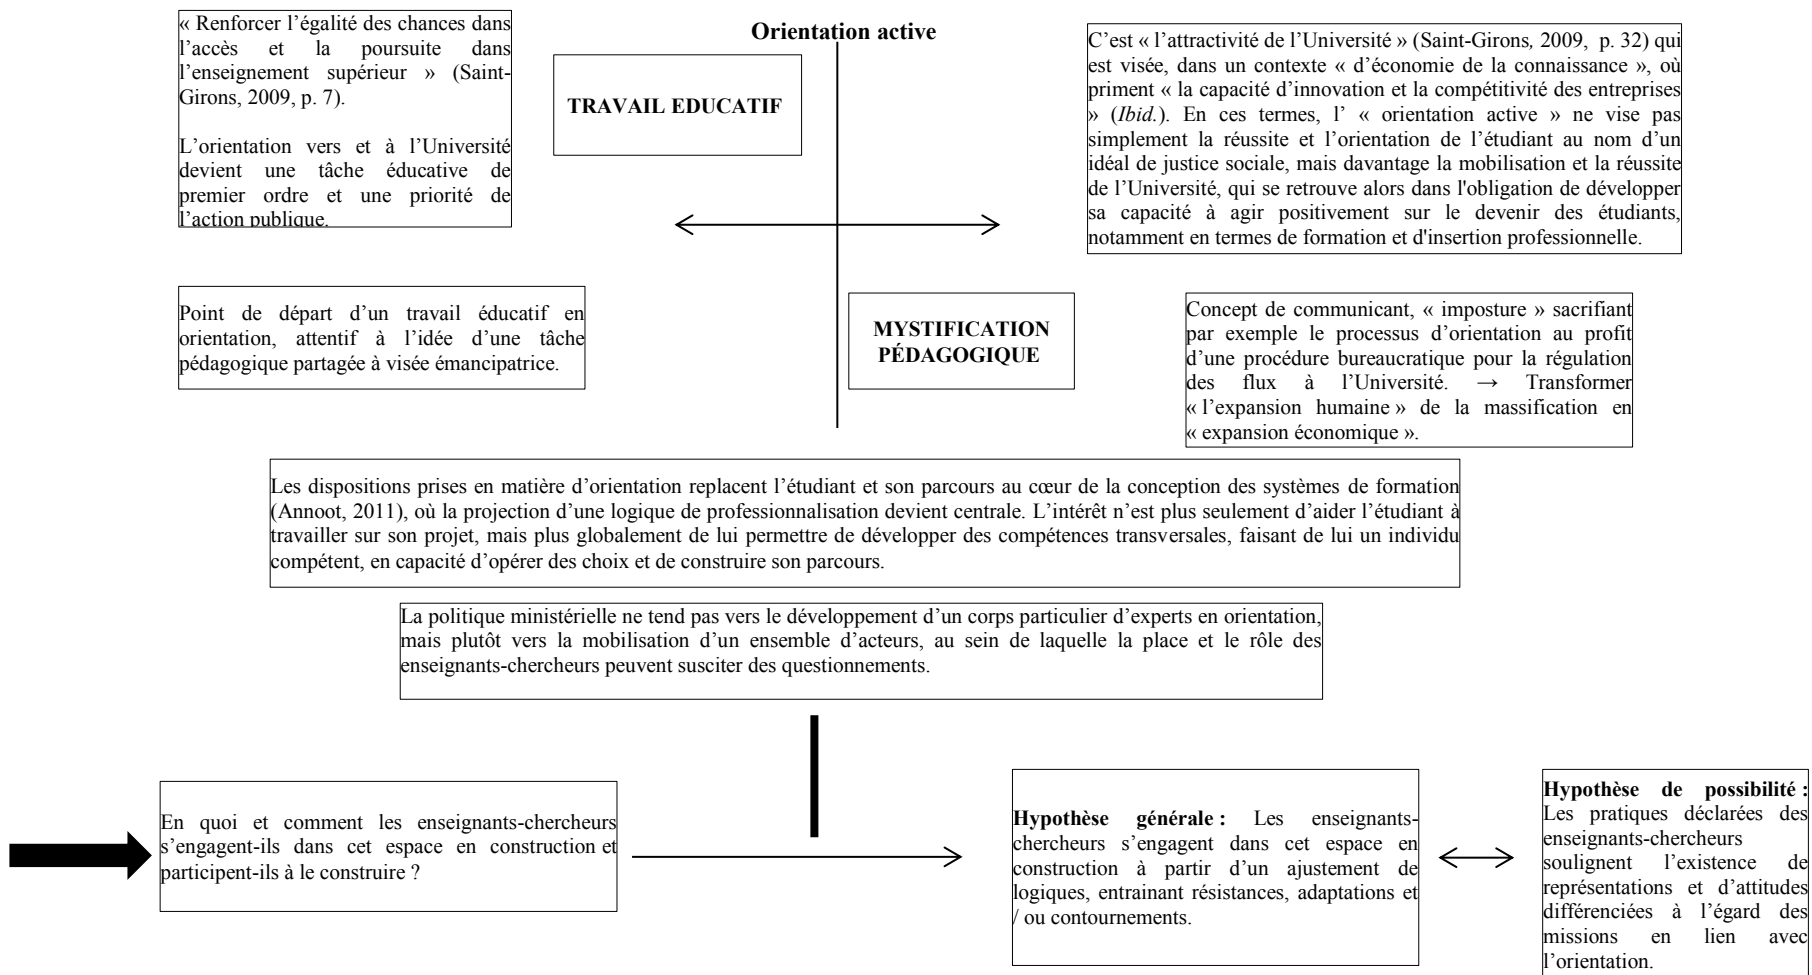 Orientation active
« Renforcer l’égalité des chances dans
l’accès et la poursuite dans
l’enseignement supérieur » (Saint-
Girons, 2009, p. 7).
L’orientation vers et à l’Université
devient une tâche éducative de
premier ordre et une priorité de
l’action publique.
TRAVAIL EDUCATIF
C’est « l’attractivité de l’Université » (Saint-Girons, 2009, p. 32) qui
est visée, dans un contexte « d’économie de la connaissance », où
priment « la capacité d’innovation et la compétitivité des entreprises
» (Ibid.). En ces termes, l’ « orientation active » ne vise pas
simplement la réussite et l’orientation de l’étudiant au nom d’un
idéal de justice sociale, mais davantage la mobilisation et la réussite
de l’Université, qui se retrouve alors dans l'obligation de développer
sa capacité à agir positivement sur le devenir des étudiants,
notamment en termes de formation et d'insertion professionnelle.
Point de départ d’un travail éducatif en
orientation, attentif à l’idée d’une tâche
pédagogique partagée à visée émancipatrice.
MYSTIFICATION
PÉDAGOGIQUE
Concept de communicant, « imposture » sacrifiant
par exemple le processus d’orientation au profit
d’une procédure bureaucratique pour la régulation
des flux à l’Université. → Transformer
« l’expansion humaine » de la massification en
« expansion économique ».
Les dispositions prises en matière d’orientation replacent l’étudiant et son parcours au cœur de la conception des systèmes de formation
(Annoot, 2011), où la projection d’une logique de professionnalisation devient centrale. L’intérêt n’est plus seulement d’aider l’étudiant à
travailler sur son projet, mais plus globalement de lui permettre de développer des compétences transversales, faisant de lui un individu
compétent, en capacité d’opérer des choix et de construire son parcours.
La politique ministérielle ne tend pas vers le développement d’un corps particulier d’experts en orientation,
mais plutôt vers la mobilisation d’un ensemble d’acteurs, au sein de laquelle la place et le rôle des
enseignants-chercheurs peuvent susciter des questionnements.
En quoi et comment les enseignants-chercheurs
s’engagent-ils dans cet espace en construction et
participent-ils à le construire ?
Hypothèse générale : Les enseignants-
chercheurs s’engagent dans cet espace en
construction à partir d’un ajustement de
logiques, entrainant résistances, adaptations et
/ ou contournements.
Hypothèse de possibilité :
Les pratiques déclarées des
enseignants-chercheurs
soulignent l’existence de
représentations et d’attitudes
différenciées à l’égard des
missions en lien avec
l’orientation.